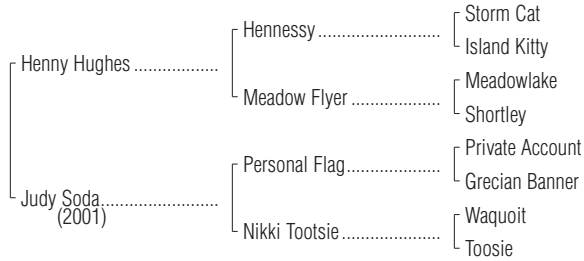 Storm Cat
Hennessy
Island Kitty
Henny Hughes
Meadowlake
Meadow Flyer
Shortley
Private Account
Personal Flag
Grecian Banner
Judy Soda
(2001)
Waquoit
Nikki Tootsie
Toosie